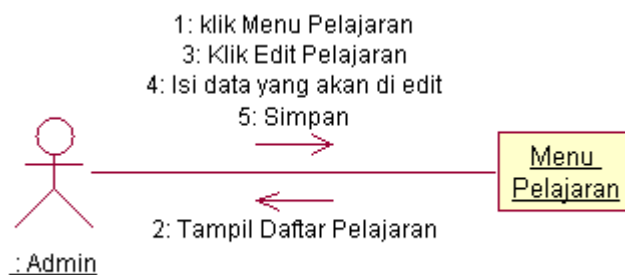 1: klik Menu Pelajaran
3: Klik Edit Pelajaran
4: Isi data yang akan di edit
5: Simpan
Menu
Pelajaran
2: Tampil Daftar Pelajaran
: Admin